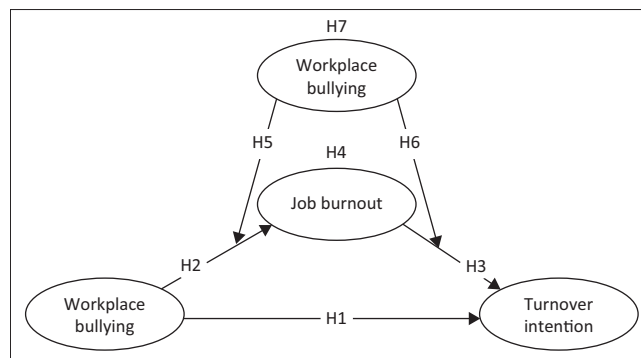 H7
Workplace
bullying
H5
H6
H4
Job burnout
H2
H3
Workplace
bullying
H1
Turnover
intention